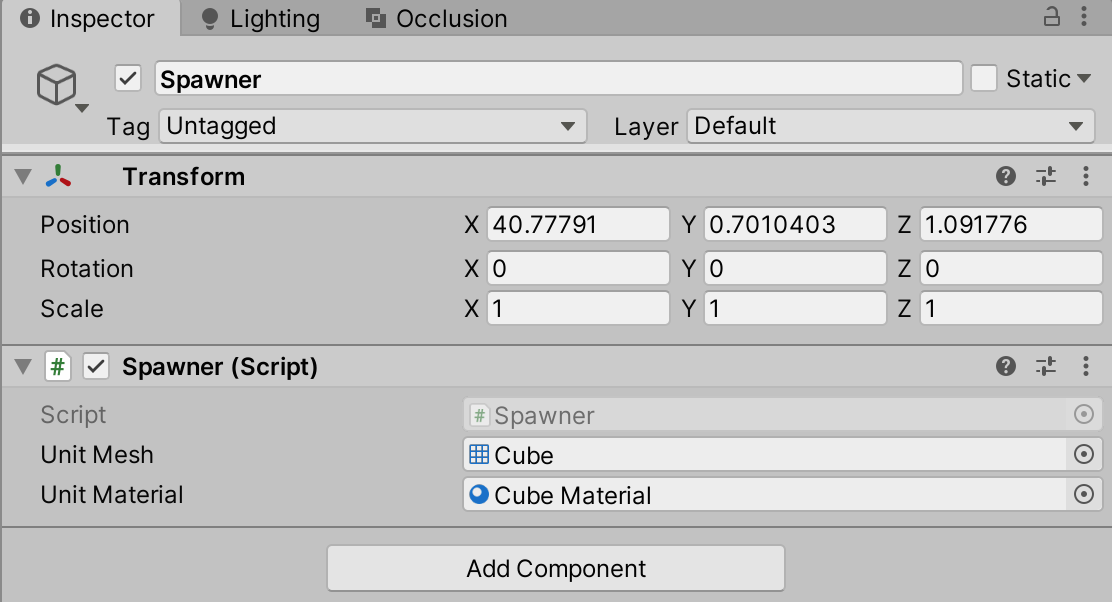 Inspector Lighting Occlusion
Spawner Static
Tag Untagged Layer Default
Transform
Position X 40.77791 Y 0.7010403 Z 1.091776
Rotation X 0 Y 0 Z 0
Scale X 1 Y 1 Z 1
# Spawner (Script)
Script # Spawner
Unit Mesh Cube
Unit Material Cube Material
Add Component